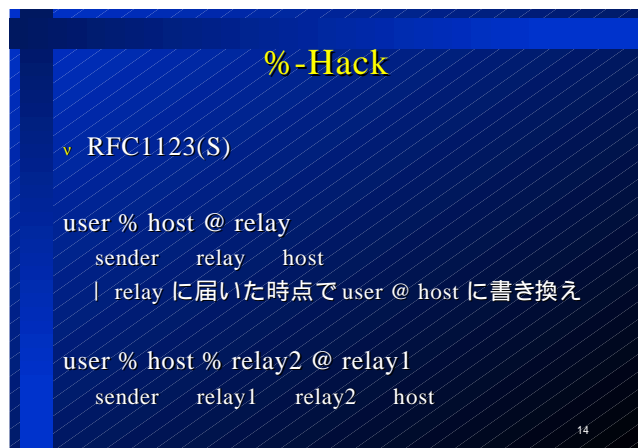 %-Hack
ν RFC1123(S)
user % host @ relay
sender relay host
| relay に届いた時点で user @ host に書き換え
user % host % relay2 @ relay1
sender relay1 relay2 host
14